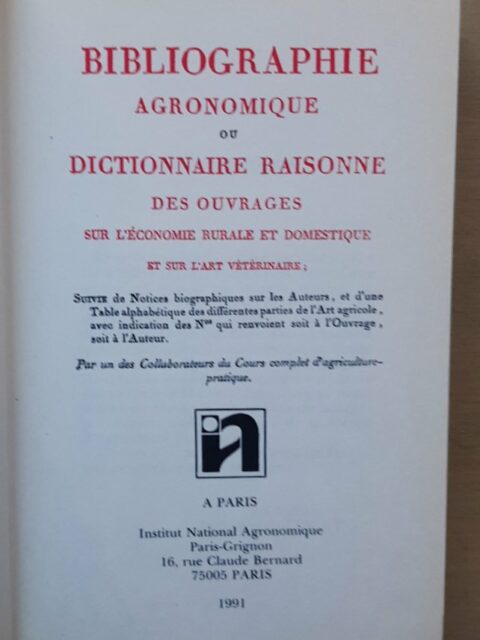 BIBLIOGRAPHIE
AGRONOMIQUE
OU
DICTIONNAIRE RAISONNE
DES OUVRAGES
SUR L'ÉCONOMIE RURALE ET DOMESTIQUE
ET SUR L'ART VÉTÉRINAIRE;
SUIVIE de Notices biographiques sur les Auteurs, et d'une
Table alphabétique des différentes parties de l'Art agricole,
avec indication des Nos qui renvoient soit à l'Ouvrage,
soit à l'Auteur.
Par un des Collaborateurs du Cours complet d'agriculture-
pratique.
A PARIS
Institut National Agronomique
Paris-Grignon
16, rue Claude Bernard
75005 PARIS
1991